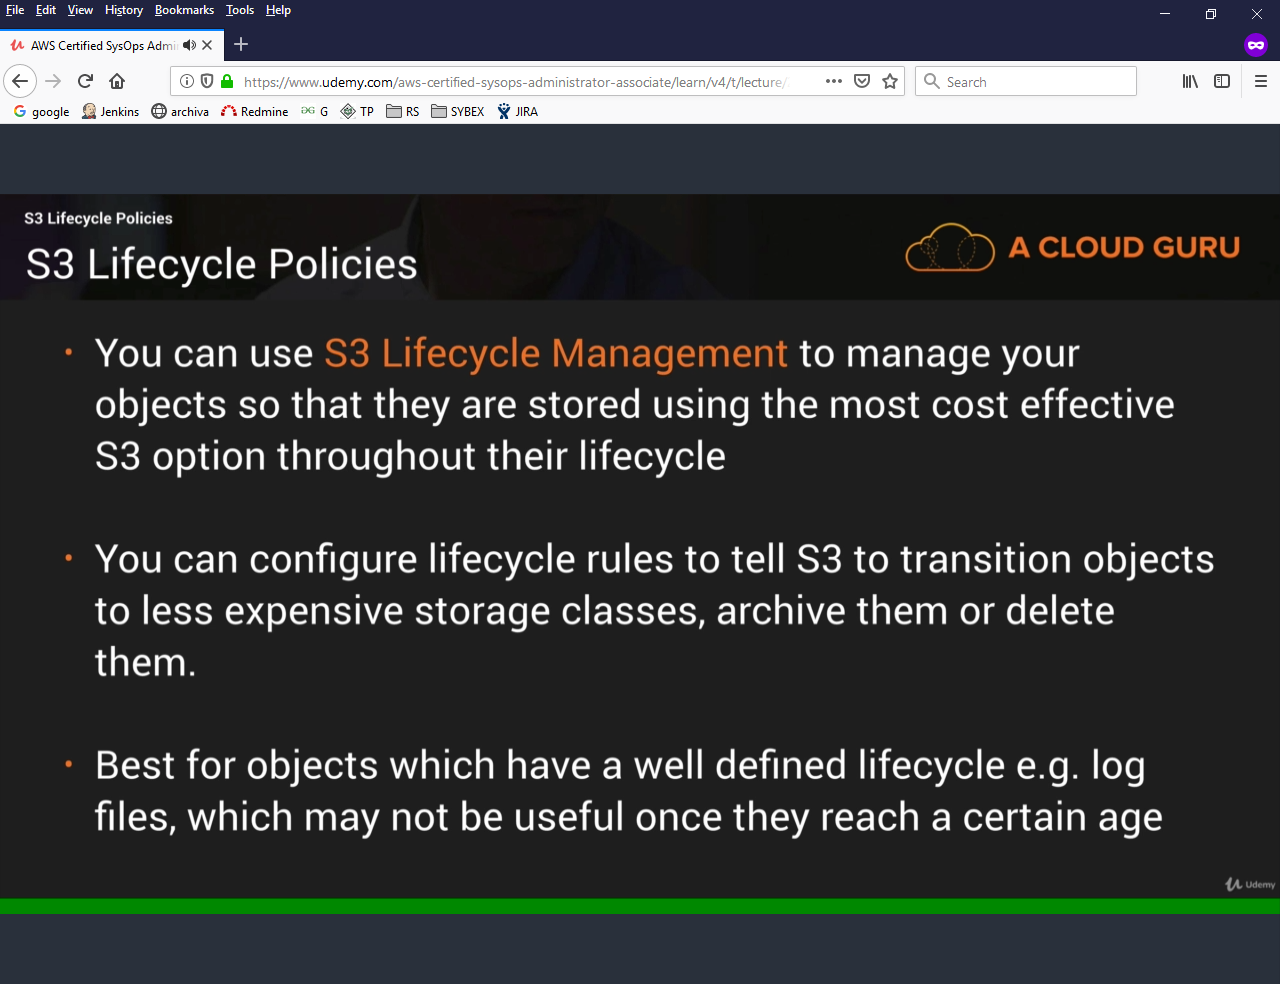 File Edit View History Bookmarks Tools Help
AWS Certified SysOps Admi
https://www.udemy.com/aws-certified-sysops-administrator-associate/learn/v4/t/lecture/
Search
google Jenkins archiva Redmine G TP RS SYBEX JIRA
S3 Lifecycle Policies
S3 Lifecycle Policies
A CLOUD GURU
• You can use S3 Lifecycle Management to manage your
objects so that they are stored using the most cost effective
S3 option throughout their lifecycle
• You can configure lifecycle rules to tell S3 to transition objects
to less expensive storage classes, archive them or delete
them.
• Best for objects which have a well defined lifecycle e.g. log
files, which may not be useful once they reach a certain age
Udemy